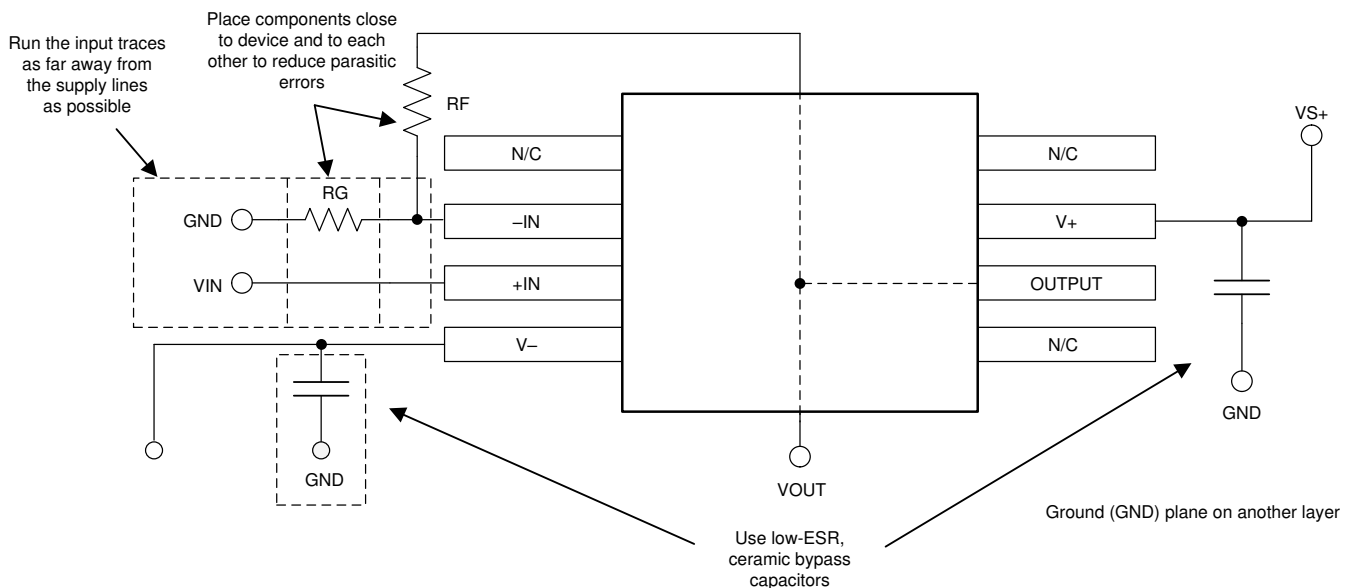 Place components close
to device and to each
other to reduce parasitic
errors
Run the input traces
as far away from
the supply lines
as possible
RF
VS+
N/C
N/C
RG
GND
–IN
V+
VIN
+IN
OUTPUT
V–
N/C
GND
GND
VOUT
Ground (GND) plane on another layer
Use low-ESR,
ceramic bypass
capacitors